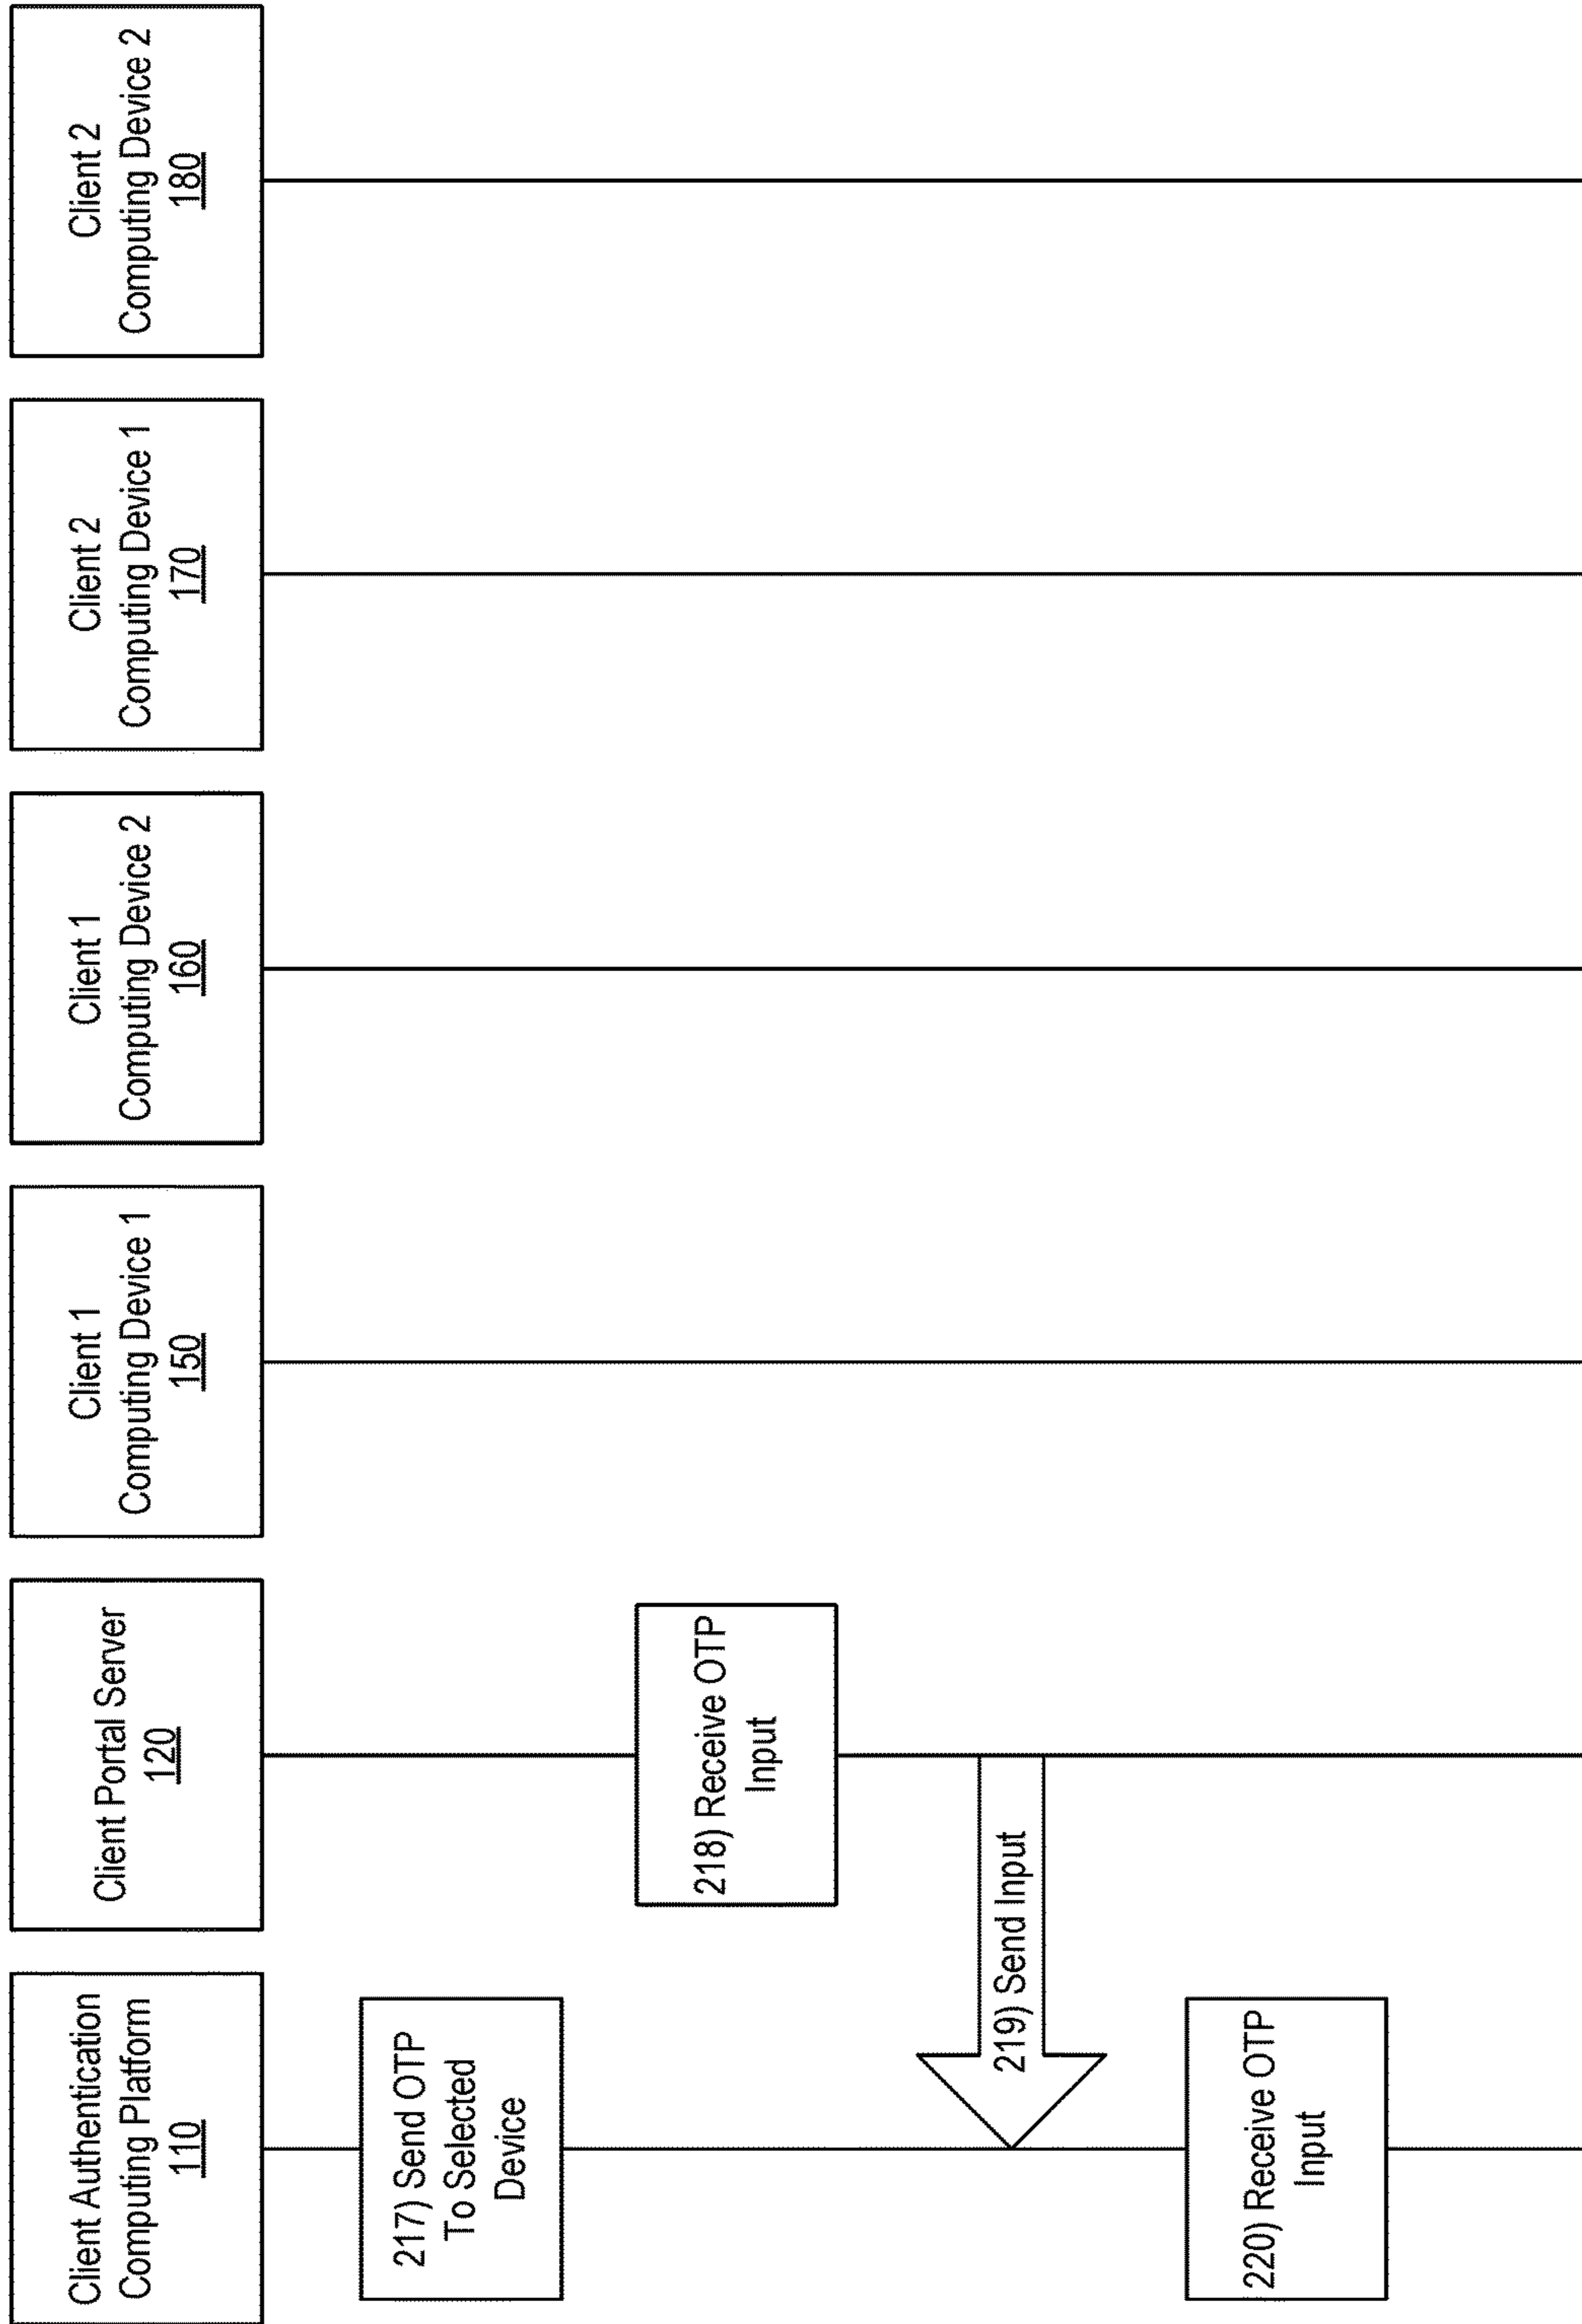 Client Authentication
Computing Platform
110
Client Portal Server
120
Client 1
Computing Device 1
150
Client 1
Computing Device 2
160
Client 2
Computing Device 1
170
Client 2
Computing Device 2
180
217) Send OTP
To Selected
Device
218) Receive OTP
Input
219) Send Input
220) Receive OTP
Input